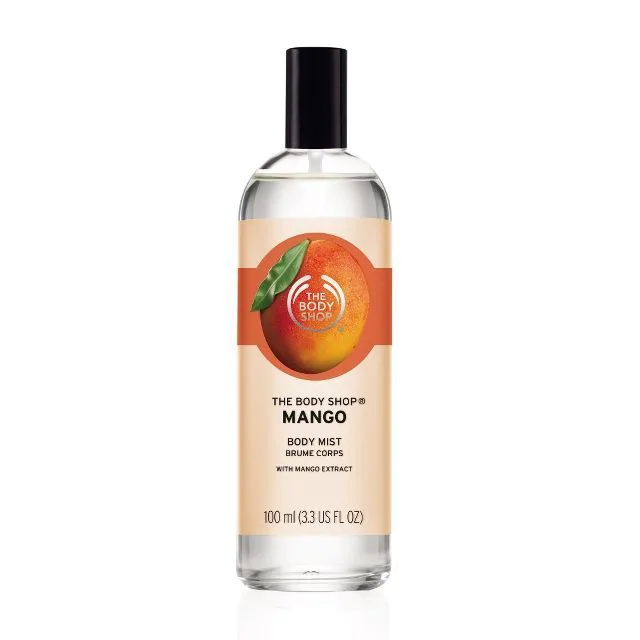 THE
BODY
SHOP
THE BODY SHOP®
MANGO
BODY MIST
BRUME CORPS
WITH MANGO EXTRACT
100 ml (3.3 US FL OZ)